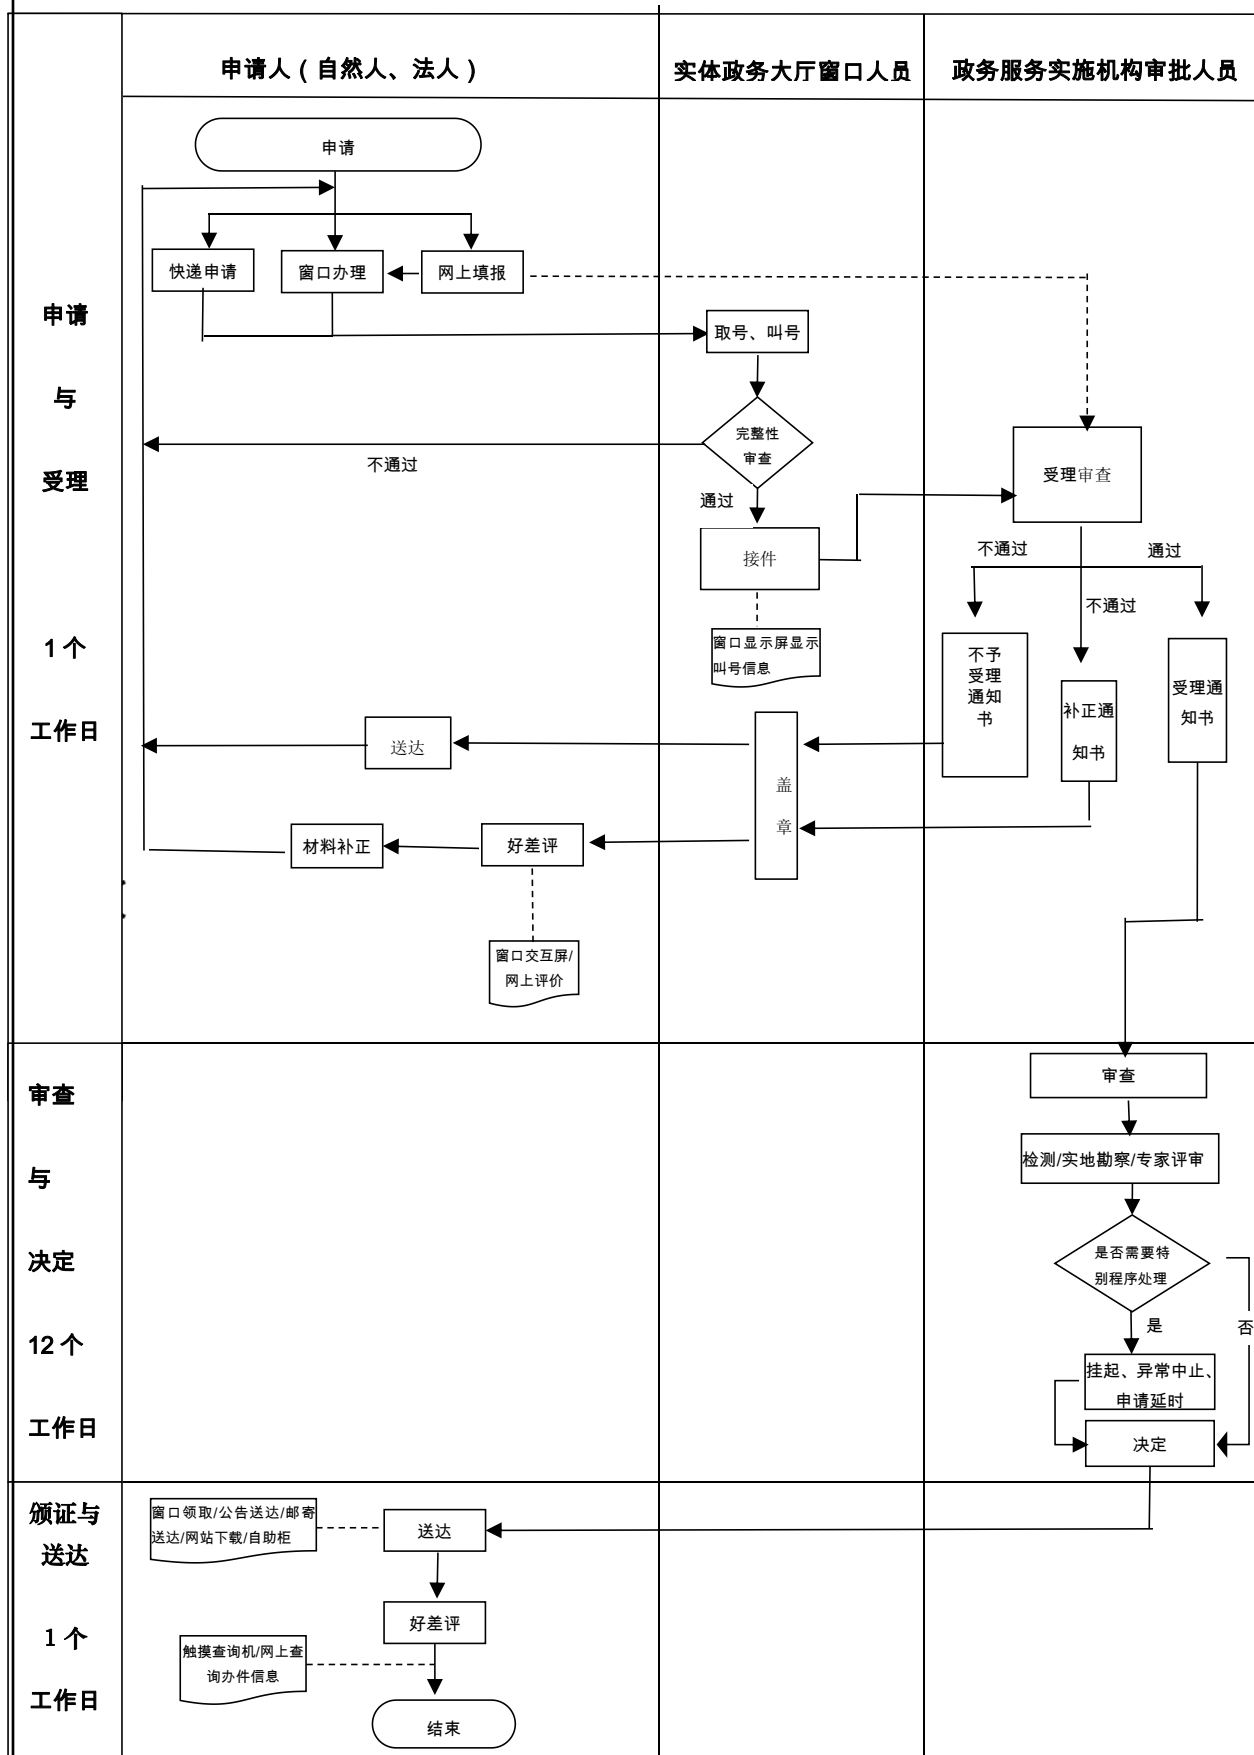 申请人（自然人、法人）
实体政务大厅窗口人员
政务服务实施机构审批人员
申请
与
受理
1 个
工作日
申请
快递申请
窗口办理
网上填报
取号、叫号
完整性
审查
不通过
通过
接件
窗口显示屏显示
叫号信息
受理审查
不通过
通过
不通过
不予
受理
通知
书
补正通
知书
受理通
知书
盖
章
送达
好差评
材料补正
窗口交互屏/
网上评价
审查
与
决定
12 个
工作日
审查
检测/实地勘察/专家评审
是否需要特
别程序处理
是
否
挂起、异常中止、
申请延时
决定
颁证与
送达
1 个
工作日
窗口领取/公告送达/邮寄
送达/网站下载/自助柜
送达
好差评
触摸查询机/网上查
询办件信息
结束